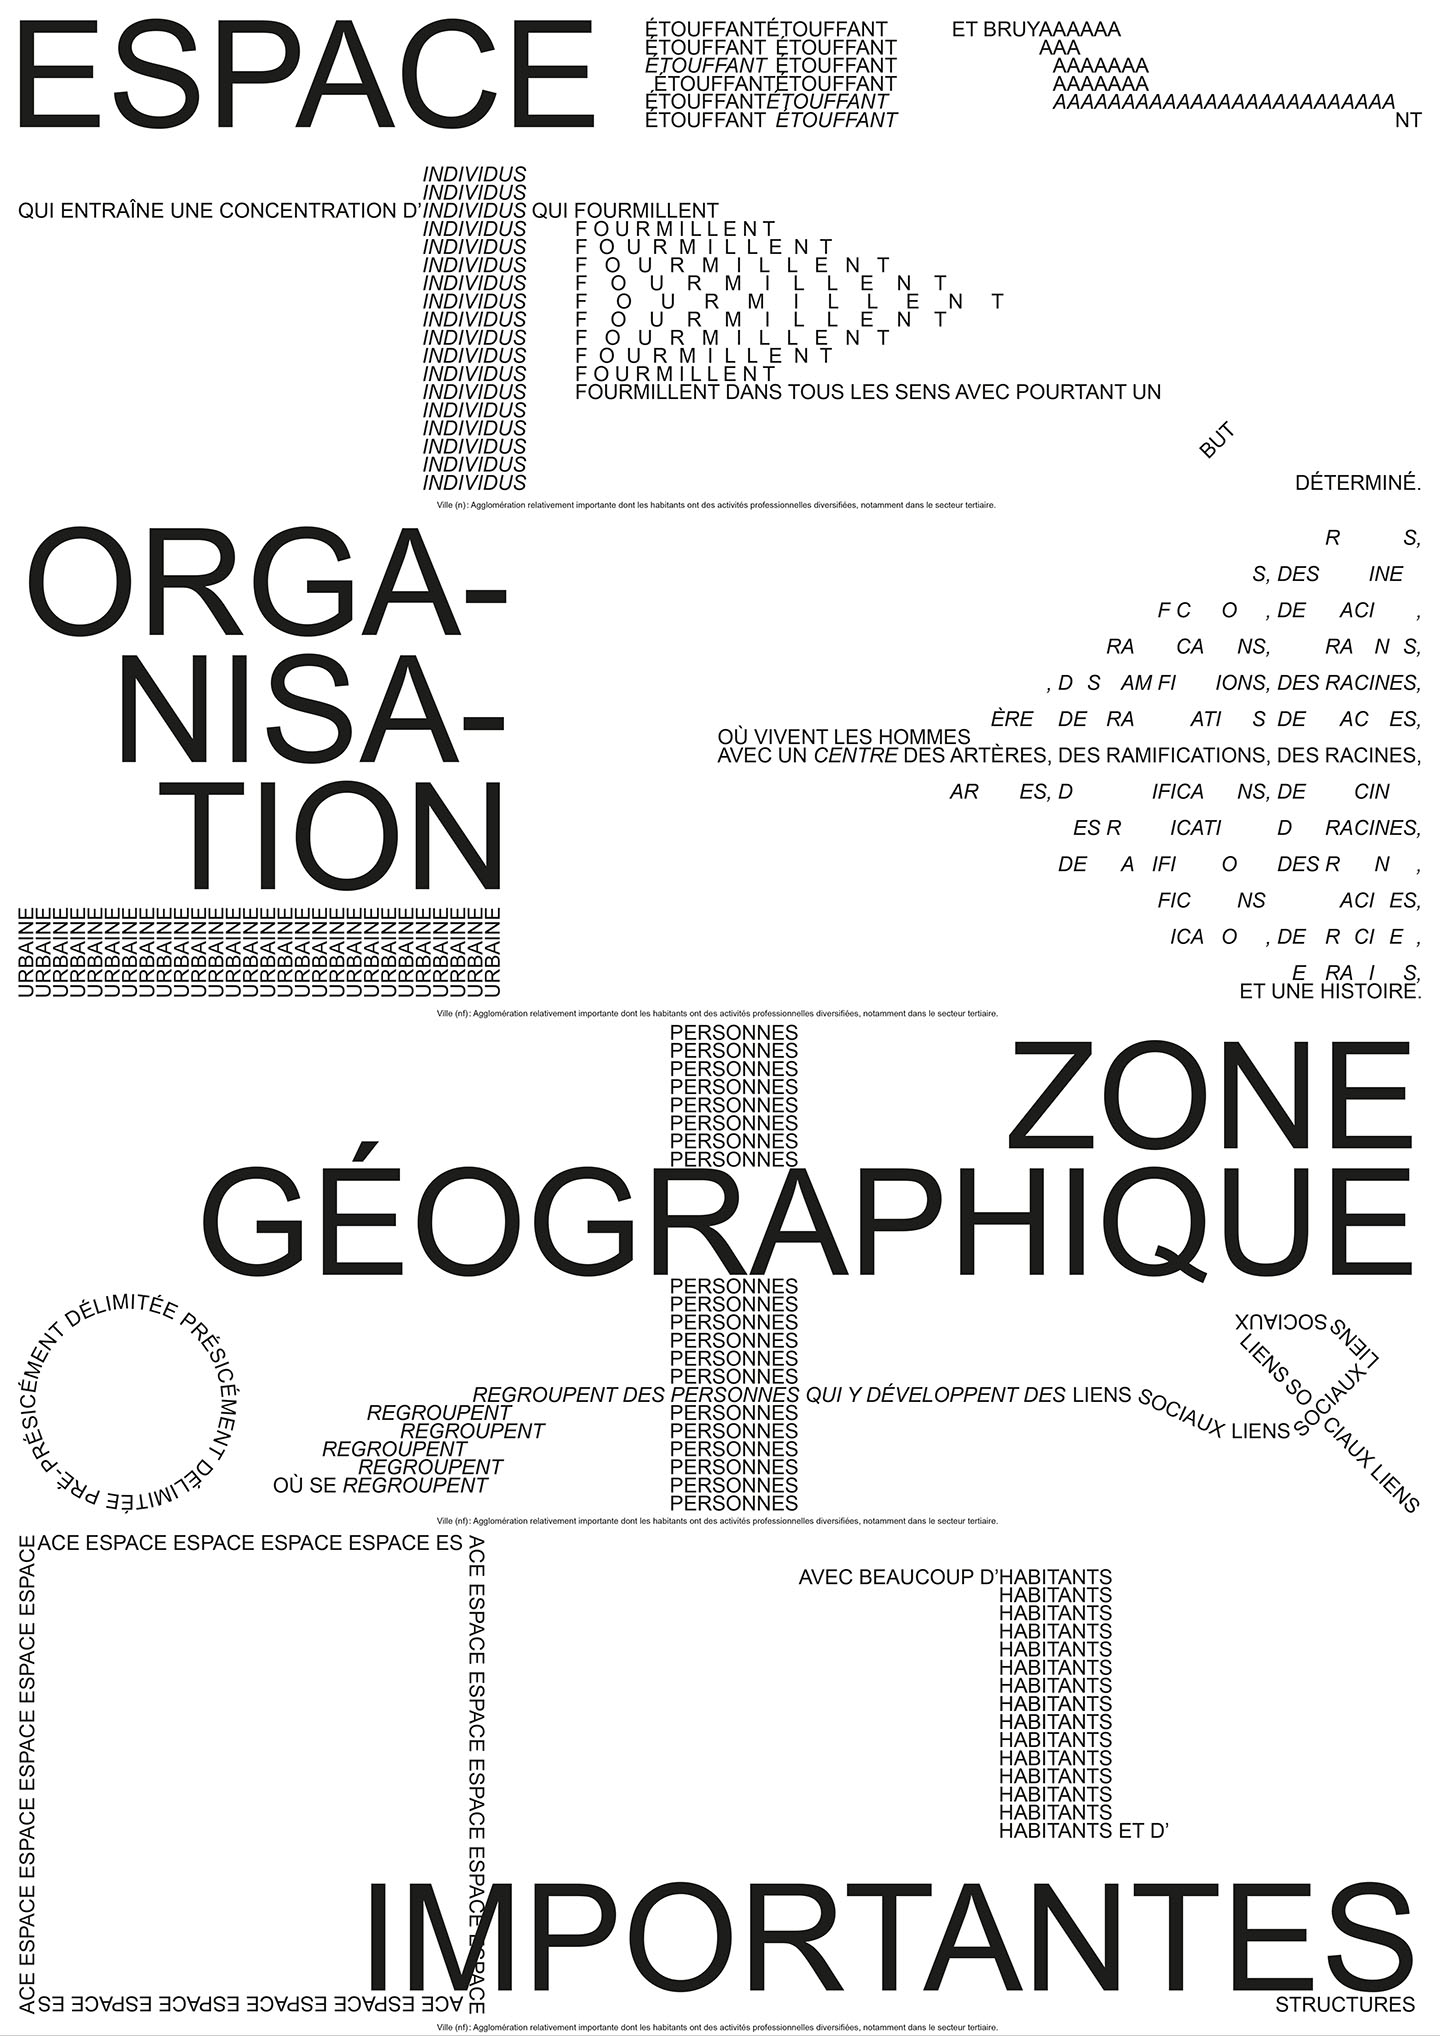 ESPACE
ÉTOUFFANTÉTOUFFANT
ÉTOUFFANT ÉTOUFFANT
ÉTOUFFANT ÉTOUFFANT
ÉTOUFFANTÉTOUFFANT
ÉTOUFFANTÉTOUFFANT
ÉTOUFFANT ÉTOUFFANT
ET BRUYAAAAAA
AAA
AAAAAAA
AAAAAAA
AAAAAAAAAAAAAAAAAAAAAAAAA
NT
INDIVIDUS
INDIVIDUS
QUI ENTRAÎNE UNE CONCENTRATION D’INDIVIDUS QUI FOURMILLENT
INDIVIDUS FOURMILLENT
INDIVIDUS FOURMILLENT
INDIVIDUS FOURMILLENT
INDIVIDUS FOURMILLENT
INDIVIDUS FOURMILLENT
INDIVIDUS FOURMILLENT
INDIVIDUS FOURMILLENT
INDIVIDUS FOURMILLENT
INDIVIDUS FOURMILLENT
INDIVIDUS FOURMILLENT DANS TOUS LES SENS AVEC POURTANT UN
INDIVIDUS
INDIVIDUS
INDIVIDUS
INDIVIDUS
INDIVIDUS
BUT
DÉTERMINÉ.
Ville (n) : Agglomération relativement importante dont les habitants ont des activités professionnelles diversifiées, notamment dans le secteur tertiaire.
ORGA-
NISA-
TION
URBAINE URBAINE URBAINE URBAINE URBAINE URBAINE URBAINE URBAINE URBAINE URBAINE URBAINE URBAINE URBAINE URBAINE URBAINE URBAINE URBAINE URBAINE URBAINE URBAINE URBAINE URBAINE URBAINE URBAINE URBAINE URBAINE URBAINE URBAINE
R S,
S, DES INE
F C O , DE ACI ,
RA CA NS, RA N S,
, D S AM FI IONS, DES RACINES,
ÈRE DE RA ATI S DE AC ES,
OÙ VIVENT LES HOMMES
AVEC UN CENTRE DES ARTÈRES, DES RAMIFICATIONS, DES RACINES,
AR ES, D IFICA NS, DE CIN
ES R ICATI D RACINES,
DE A IFI O DES R N ,
FIC NS ACI ES,
ICA O , DE R CI E ,
E RA I S,
ET UNE HISTOIRE.
Ville (nf) : Agglomération relativement importante dont les habitants ont des activités professionnelles diversifiées, notamment dans le secteur tertiaire.
PERSONNES
PERSONNES
PERSONNES
PERSONNES
PERSONNES
PERSONNES
PERSONNES
PERSONNES
ZONE
GÉOGRAPHIQUE
PRÉ-PRÉSICÉMENT DÉLIMITÉE PRÉSICÉMENT DÉLIMITÉE
PERSONNES
PERSONNES
PERSONNES
PERSONNES
PERSONNES
PERSONNES
REGROUPENT DES PERSONNES QUI Y DÉVELOPPENT DES LIENS SOCIAUX LIENS SOCIAUX LIENS SOCIAUX LIENS SOCIAUX LIENS
REGROUPENT PERSONNES
REGROUPENT PERSONNES
REGROUPENT PERSONNES
REGROUPENT PERSONNES
OÙ SE REGROUPENT PERSONNES
PERSONNES
Ville (nf) : Agglomération relativement importante dont les habitants ont des activités professionnelles diversifiées, notamment dans le secteur tertiaire.
ACE ESPACE ESPACE ESPACE ESPACE ES
ACE ESPACE ESPACE ESPACE ESPACE ESPACE
ACE ESPACE ESPACE ESPACE ESPACE ES
ACE ESPACE ESPACE ESPACE ESPACE ESPACE
AVEC BEAUCOUP D’HABITANTS
HABITANTS
HABITANTS
HABITANTS
HABITANTS
HABITANTS
HABITANTS
HABITANTS
HABITANTS
HABITANTS
HABITANTS
HABITANTS
HABITANTS
HABITANTS
HABITANTS ET D’
IMPORTANTES
STRUCTURES
Ville (nf) : Agglomération relativement importante dont les habitants ont des activités professionnelles diversifiées, notamment dans le secteur tertiaire.